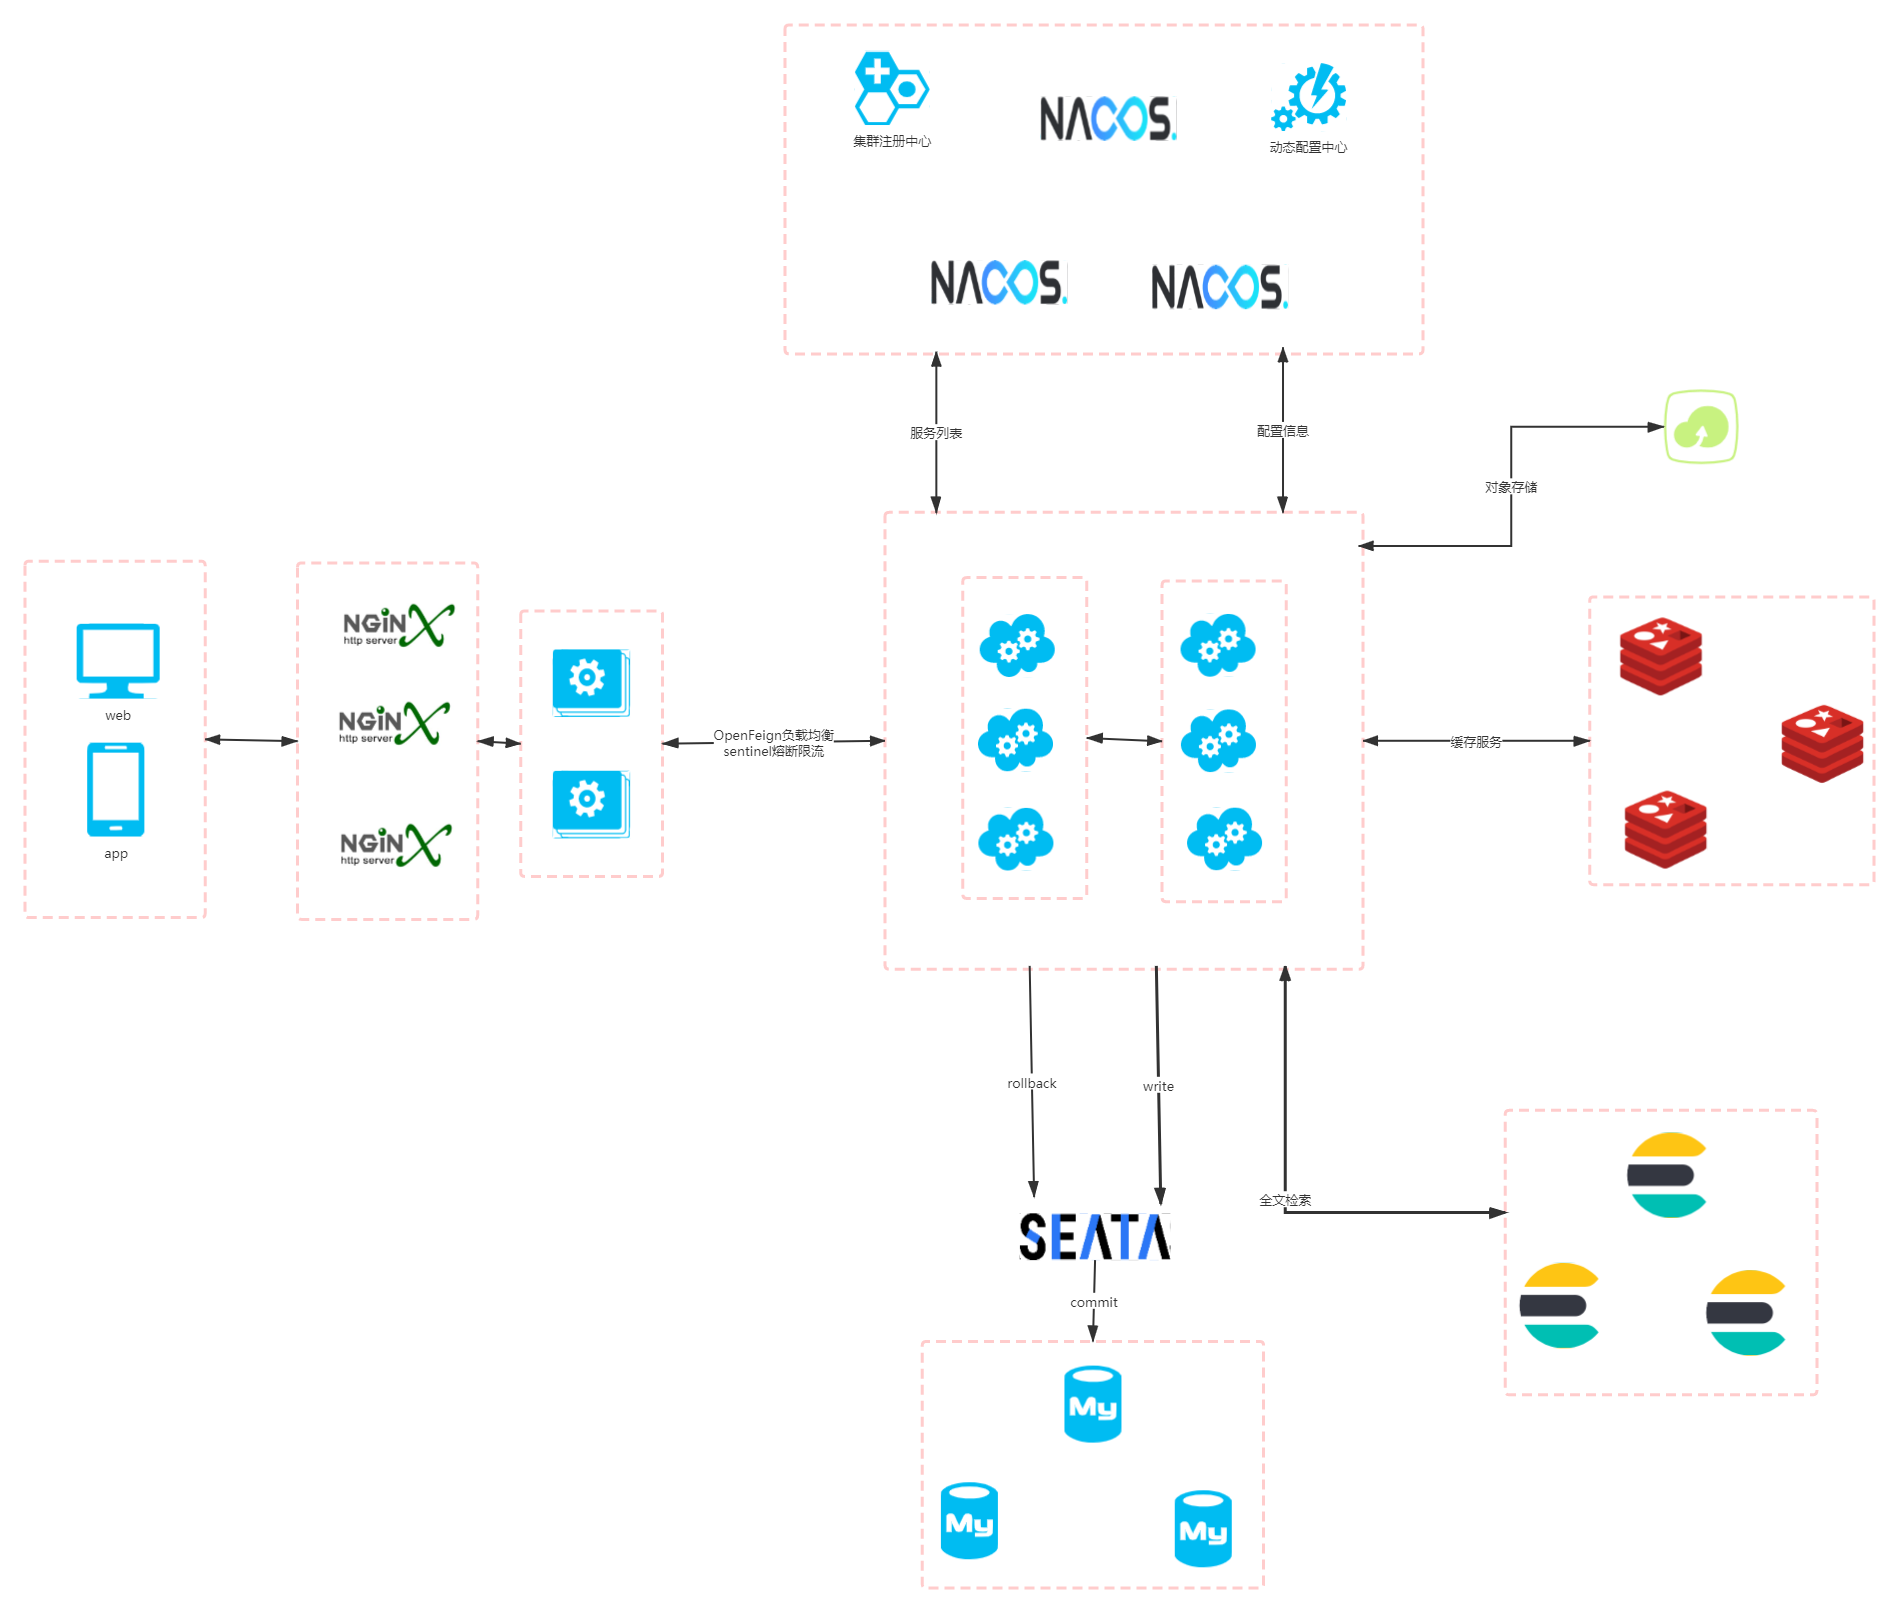 集群注册中心
NACOS.
动态配置中心
NACOS.
NACOS.
服务列表
配置信息
对象存储
web
app
NGiNX
http server
NGiNX
http server
NGiNX
http server
OpenFeign负载均衡
sentinel熔断限流
缓存服务
rollback
write
全文检索
SEATA
commit
My
My
My